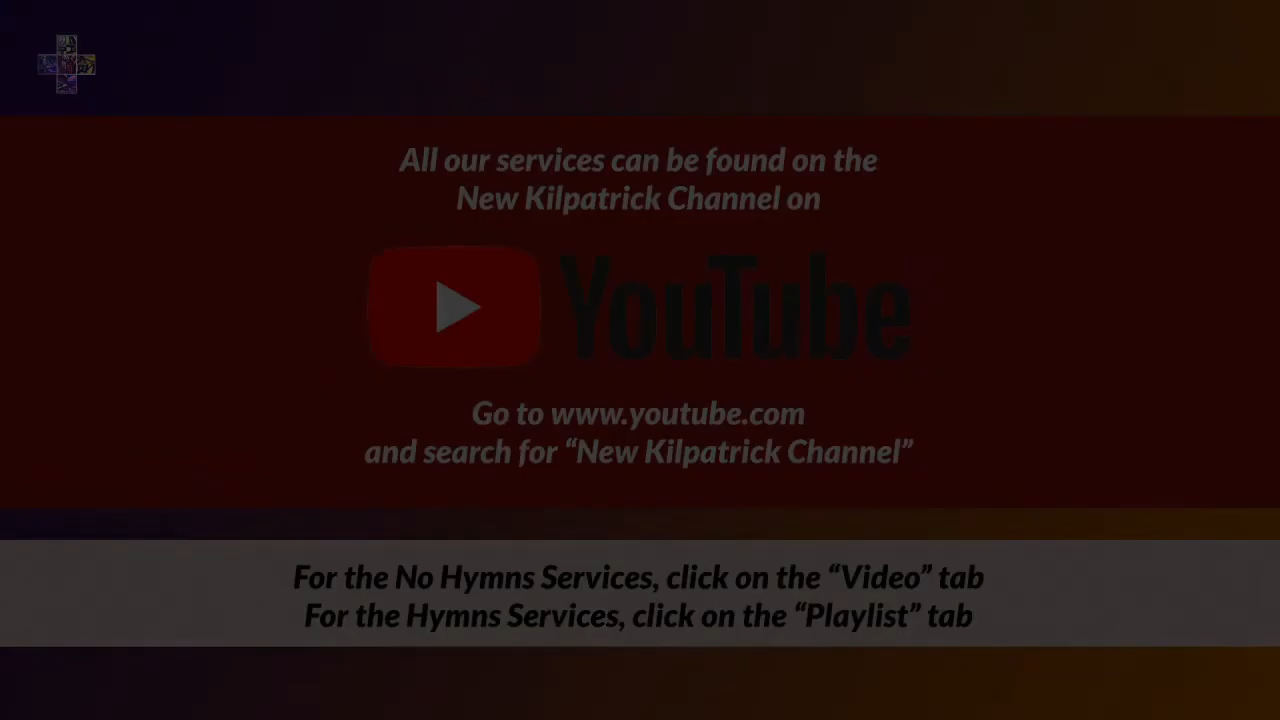 All our services can be found on the
New Kilpatrick Channel on
YouTube
Go to www.youtube.com
and search for “New Kilpatrick Channel”
For the No Hymns Services, click on the “Video” tab
For the Hymns Services, click on the “Playlist” tab